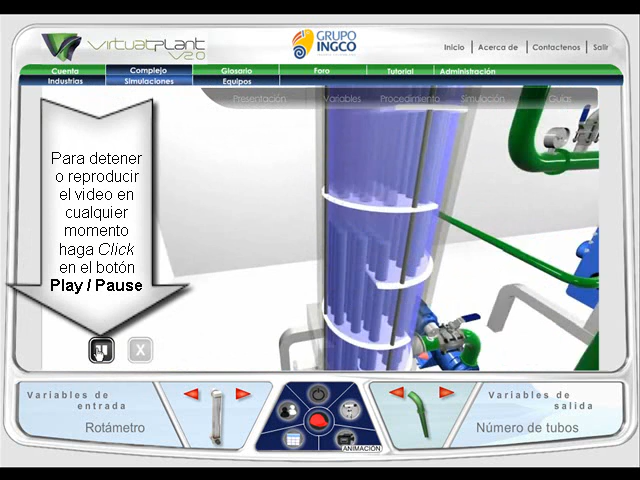 VirtualPlant
V2.0
GRUPO
INGCO
Inicio Acerca de Contactenos Salir
Cuenta Complejo Glosario Foro Tutorial Administración
Industrias Simulaciones Equipos
Presentación Variables Procedimiento Simulación Guias
Para detener
o reproducir
el video en
cualquier
momento
haga Click
en el botón
Play / Pause
X
Variables de
entrada
Rotámetro
ANIMACION
Variables de
salida
Número de tubos